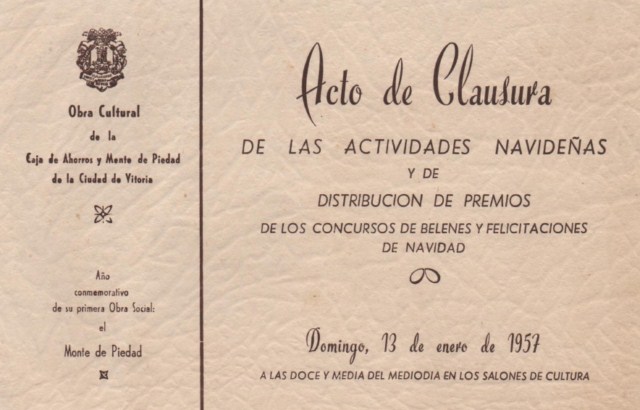 Obra Cultural
de la
Caja de Ahorros y Monte de Piedad
de la Ciudad de Vitoria
Año
conmemorativo
de su primera Obra Social:
el
Monte de Piedad
Acto de Clausura
DE LAS ACTIVIDADES NAVIDEÑAS
Y DE
DISTRIBUCION DE PREMIOS
DE LOS CONCURSOS DE BELENES Y FELICITACIONES
DE NAVIDAD
Domingo, 13 de enero de 1957
A LAS DOCE Y MEDIA DEL MEDIODIA EN LOS SALONES DE CULTURA